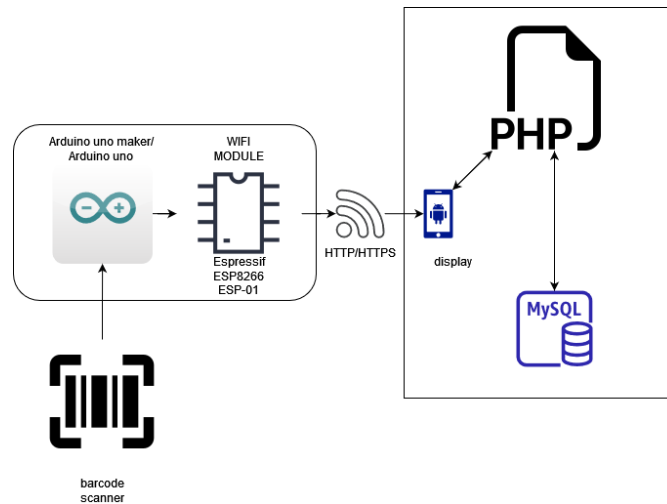 Arduino uno maker/
Arduino uno
WIFI
MODULE
Espressif
ESP8266
ESP-01
HTTP/HTTPS
display
PHP
MySQL
barcode
scanner